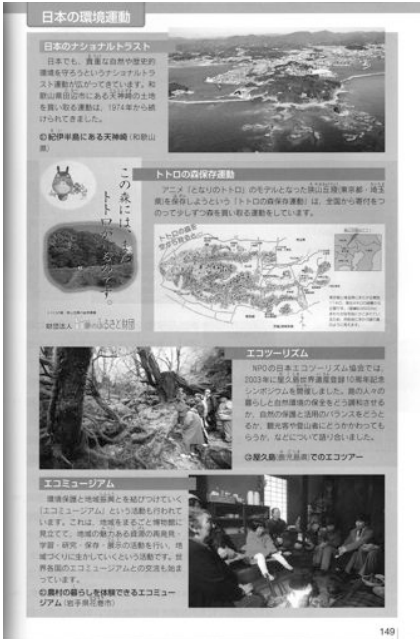 日本の環境運動
日本のナショナルトラスト
日本でも、貴重な自然や歴史的
環境を守ろうというナショナルトラ
スト運動が広がってきています。和
歌山県田辺市にある天神崎の土地
を買い取る運動は、1974年から続
けられてきました。
紀伊半島にある天神崎(和歌山
県)
トトロの森保存運動
アニメ「となりのトトロ」のモデルとなった狭山丘陵(東京都・埼玉
県)を保存しようという「トトロの森保存運動」は、全国から寄付をつ
のって少しずつ森を買い取る運動をしています。
この森には、まだ
トトロが
財団法人
ふるさと財団
エコツーリズム
NPOの日本エコツーリズム協会では、
2003年に屋久島世界遺産登録10周年記念
シンポジウムを開催しました。島の人々の
暮らしと自然環境の保全をどう調和させる
か、自然の保護と活用のバランスをどうと
るか、観光客や登山者にどうかかわっても
らうか、などについて語り合いました。
屋久島(鹿児島県)でのエコツアー
エコミュージアム
環境保護と地域振興とを結びつけていく
「エコミュージアム」という活動も行われて
います。これは、地域をまるごと博物館に
見立てて、地域の魅力ある資源の再発見・
学習・研究・保存・展示の活動を行い、地
域づくりに生かしていくという活動です。世
界各国のエコミュージアムとの交流も始ま
っています。
農村の暮らしを体験できるエコミュー
ジアム(岩手県花巻市)
149